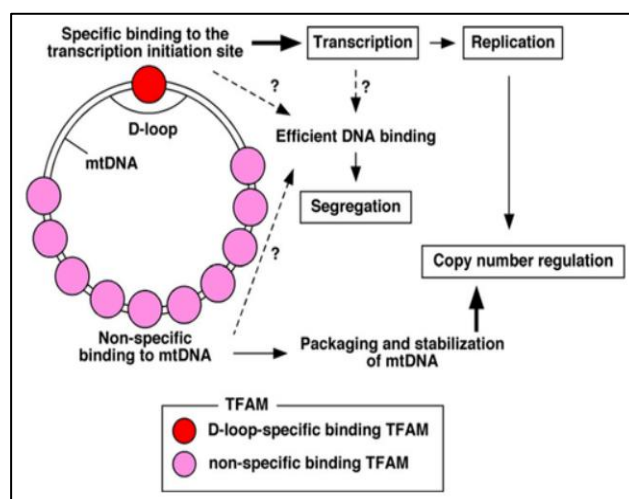 Specific binding to the
transcription initiation site
Transcription
Replication
?
?
D-loop
mtDNA
Efficient DNA binding
Segregation
?
Copy number regulation
Non-specific
binding to mtDNA
Packaging and stabilization
of mtDNA
TFAM
D-loop-specific binding TFAM
non-specific binding TFAM